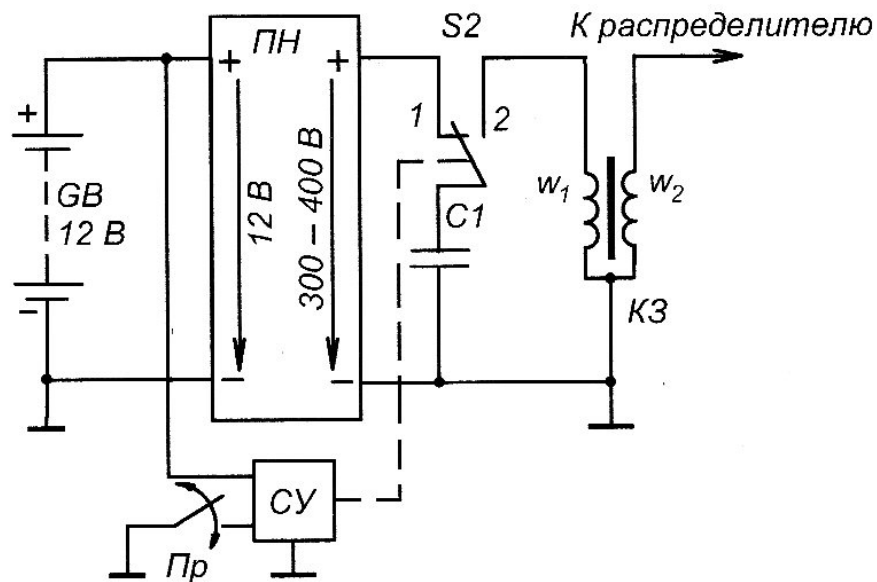 ПН
S2
К распределителю
+
+
+
1
2
GB
12 В
12 В
300 – 400 В
C1
w1
w2
КЗ
–
–
–
СУ
Пр